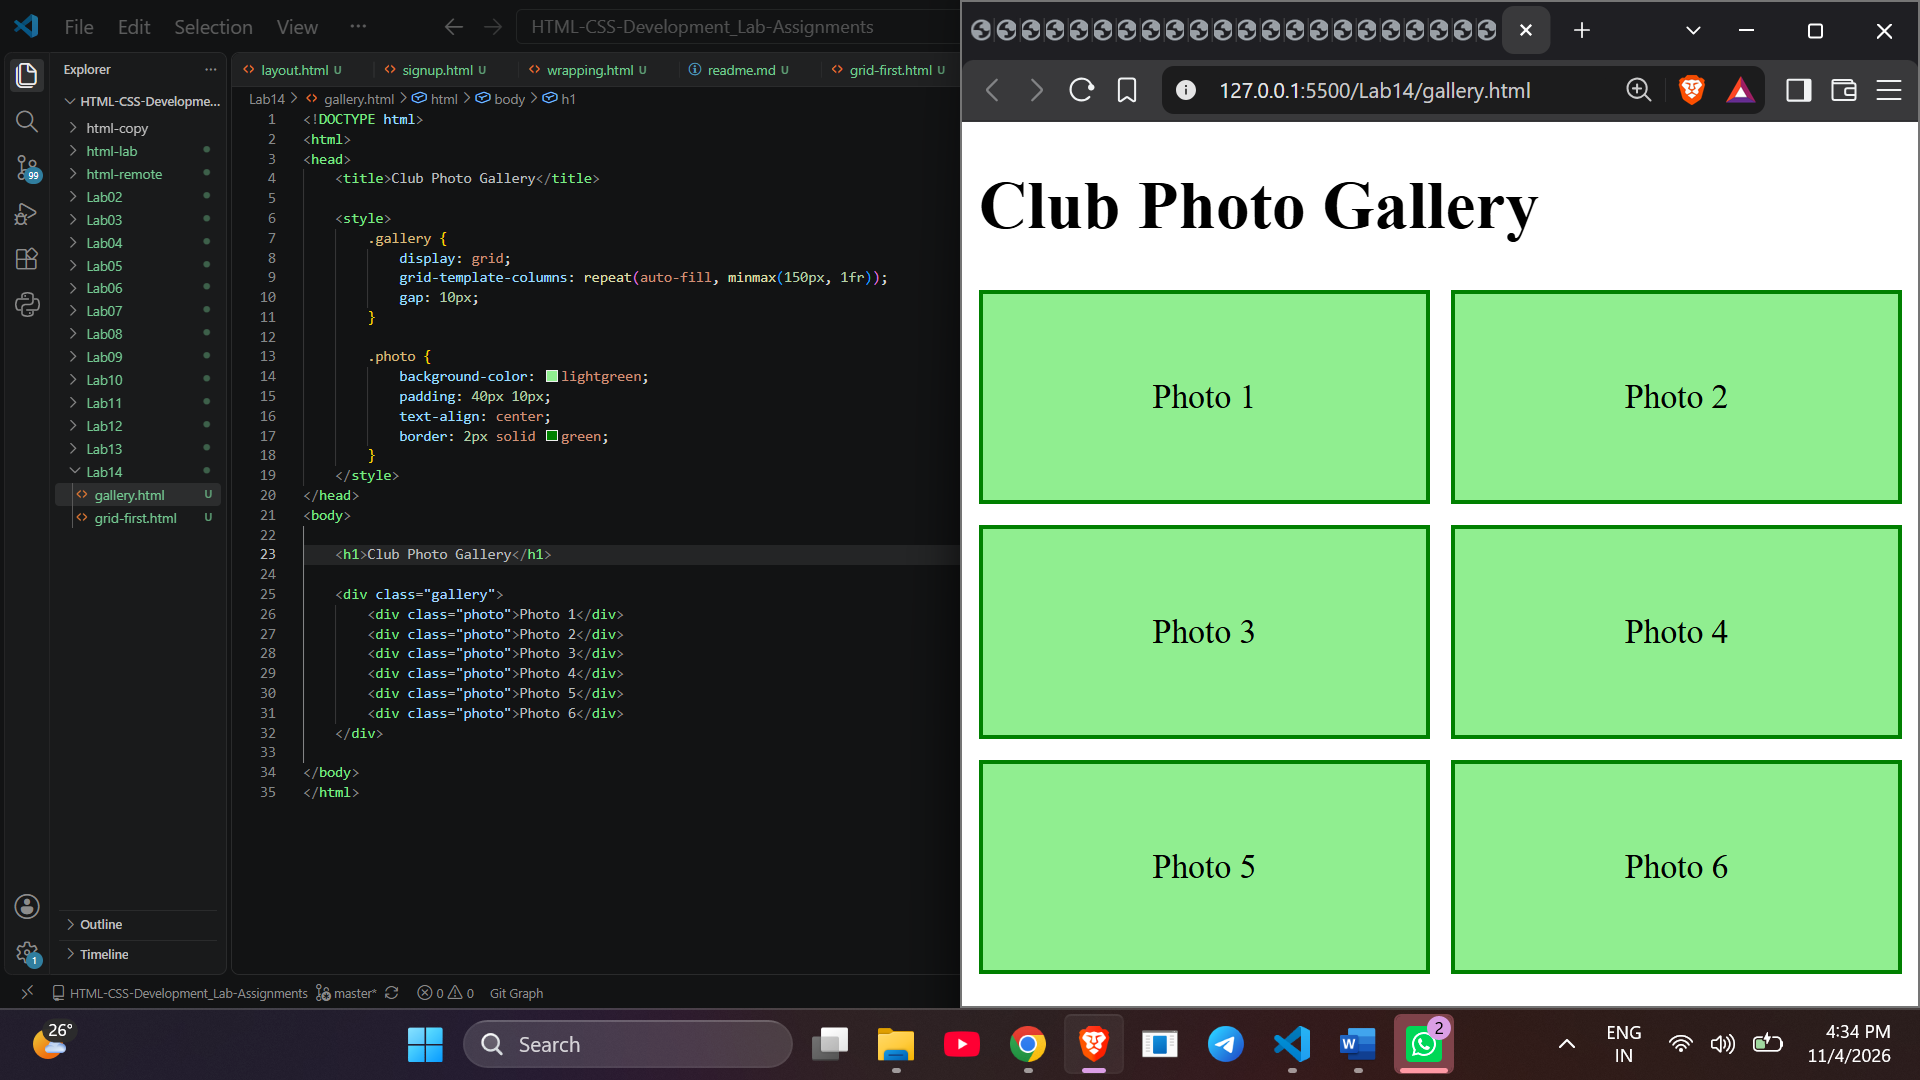 File Edit Selection View ··· HTML-CSS-Development_Lab-Assignments
Explorer ···
HTML-CSS-Developme...
html-copy
html-lab
html-remote
Lab02
Lab03
Lab04
Lab05
Lab06
Lab07
Lab08
Lab09
Lab10
Lab11
Lab12
Lab13
Lab14
gallery.html U
grid-first.html U
Outline
Timeline
99
1
layout.html U signup.html U wrapping.html U readme.md U grid-first.html U
Lab14 > gallery.html > html > body > h1
1 <!DOCTYPE html>
2 <html>
3 <head>
4 <title>Club Photo Gallery</title>
5
6 <style>
7 .gallery {
8 display: grid;
9 grid-template-columns: repeat(auto-fill, minmax(150px, 1fr));
10 gap: 10px;
11 }
12
13 .photo {
14 background-color: lightgreen;
15 padding: 40px 10px;
16 text-align: center;
17 border: 2px solid green;
18 }
19 </style>
20 </head>
21 <body>
22
23 <h1>Club Photo Gallery</h1>
24
25 <div class="gallery">
26 <div class="photo">Photo 1</div>
27 <div class="photo">Photo 2</div>
28 <div class="photo">Photo 3</div>
29 <div class="photo">Photo 4</div>
30 <div class="photo">Photo 5</div>
31 <div class="photo">Photo 6</div>
32 </div>
33
34 </body>
35 </html>
HTML-CSS-Development_Lab-Assignments master* 0 0 Git Graph
127.0.0.1:5500/Lab14/gallery.html
Club Photo Gallery
Photo 1 Photo 2
Photo 3 Photo 4
Photo 5 Photo 6
26° Search W 2
ENG
IN
4:34 PM
11/4/2026